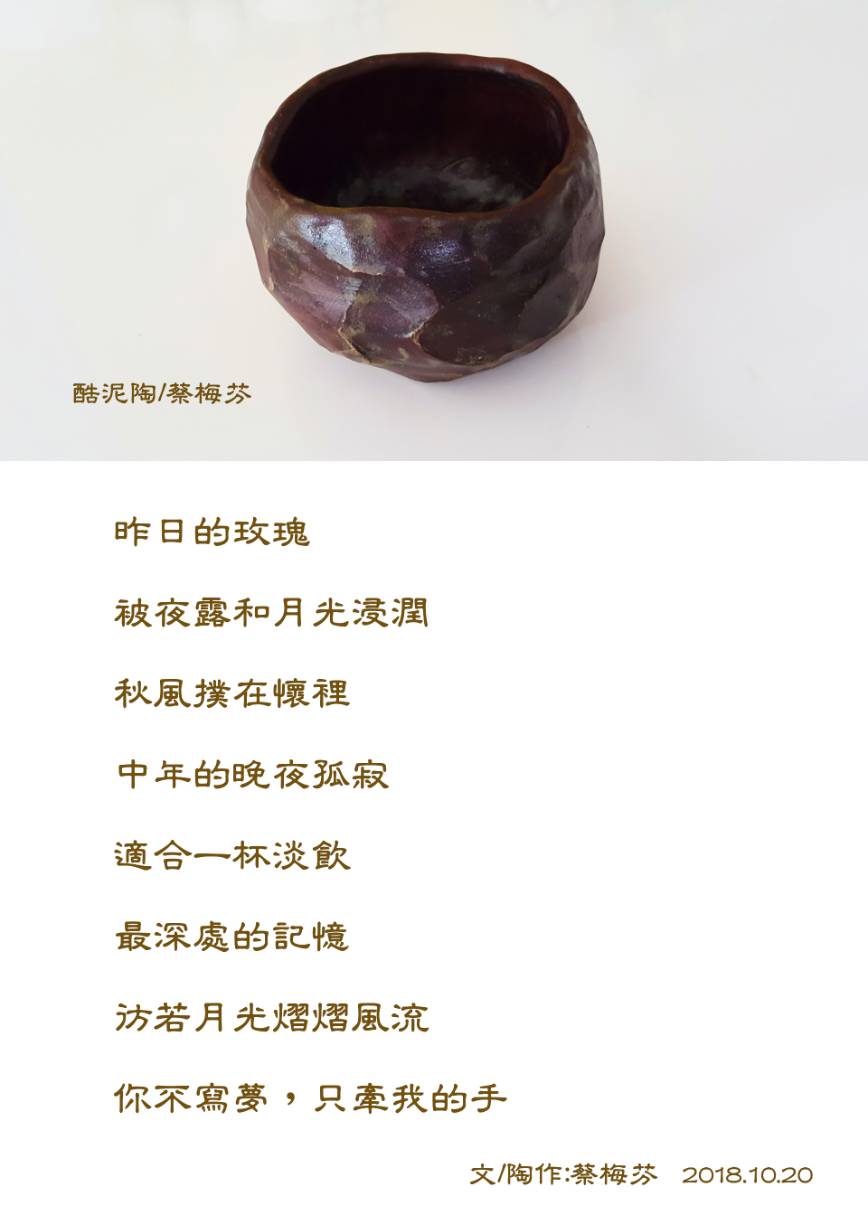 酷泥陶/蔡梅芬
昨日的玫瑰
被夜露和月光浸潤
秋風撲在懷裡
中年的晚夜孤寂
適合一杯淡飲
最深處的記憶
彷若月光熠熠風流
你不寫夢，只牽我的手
文/陶作:蔡梅芬 2018.10.20